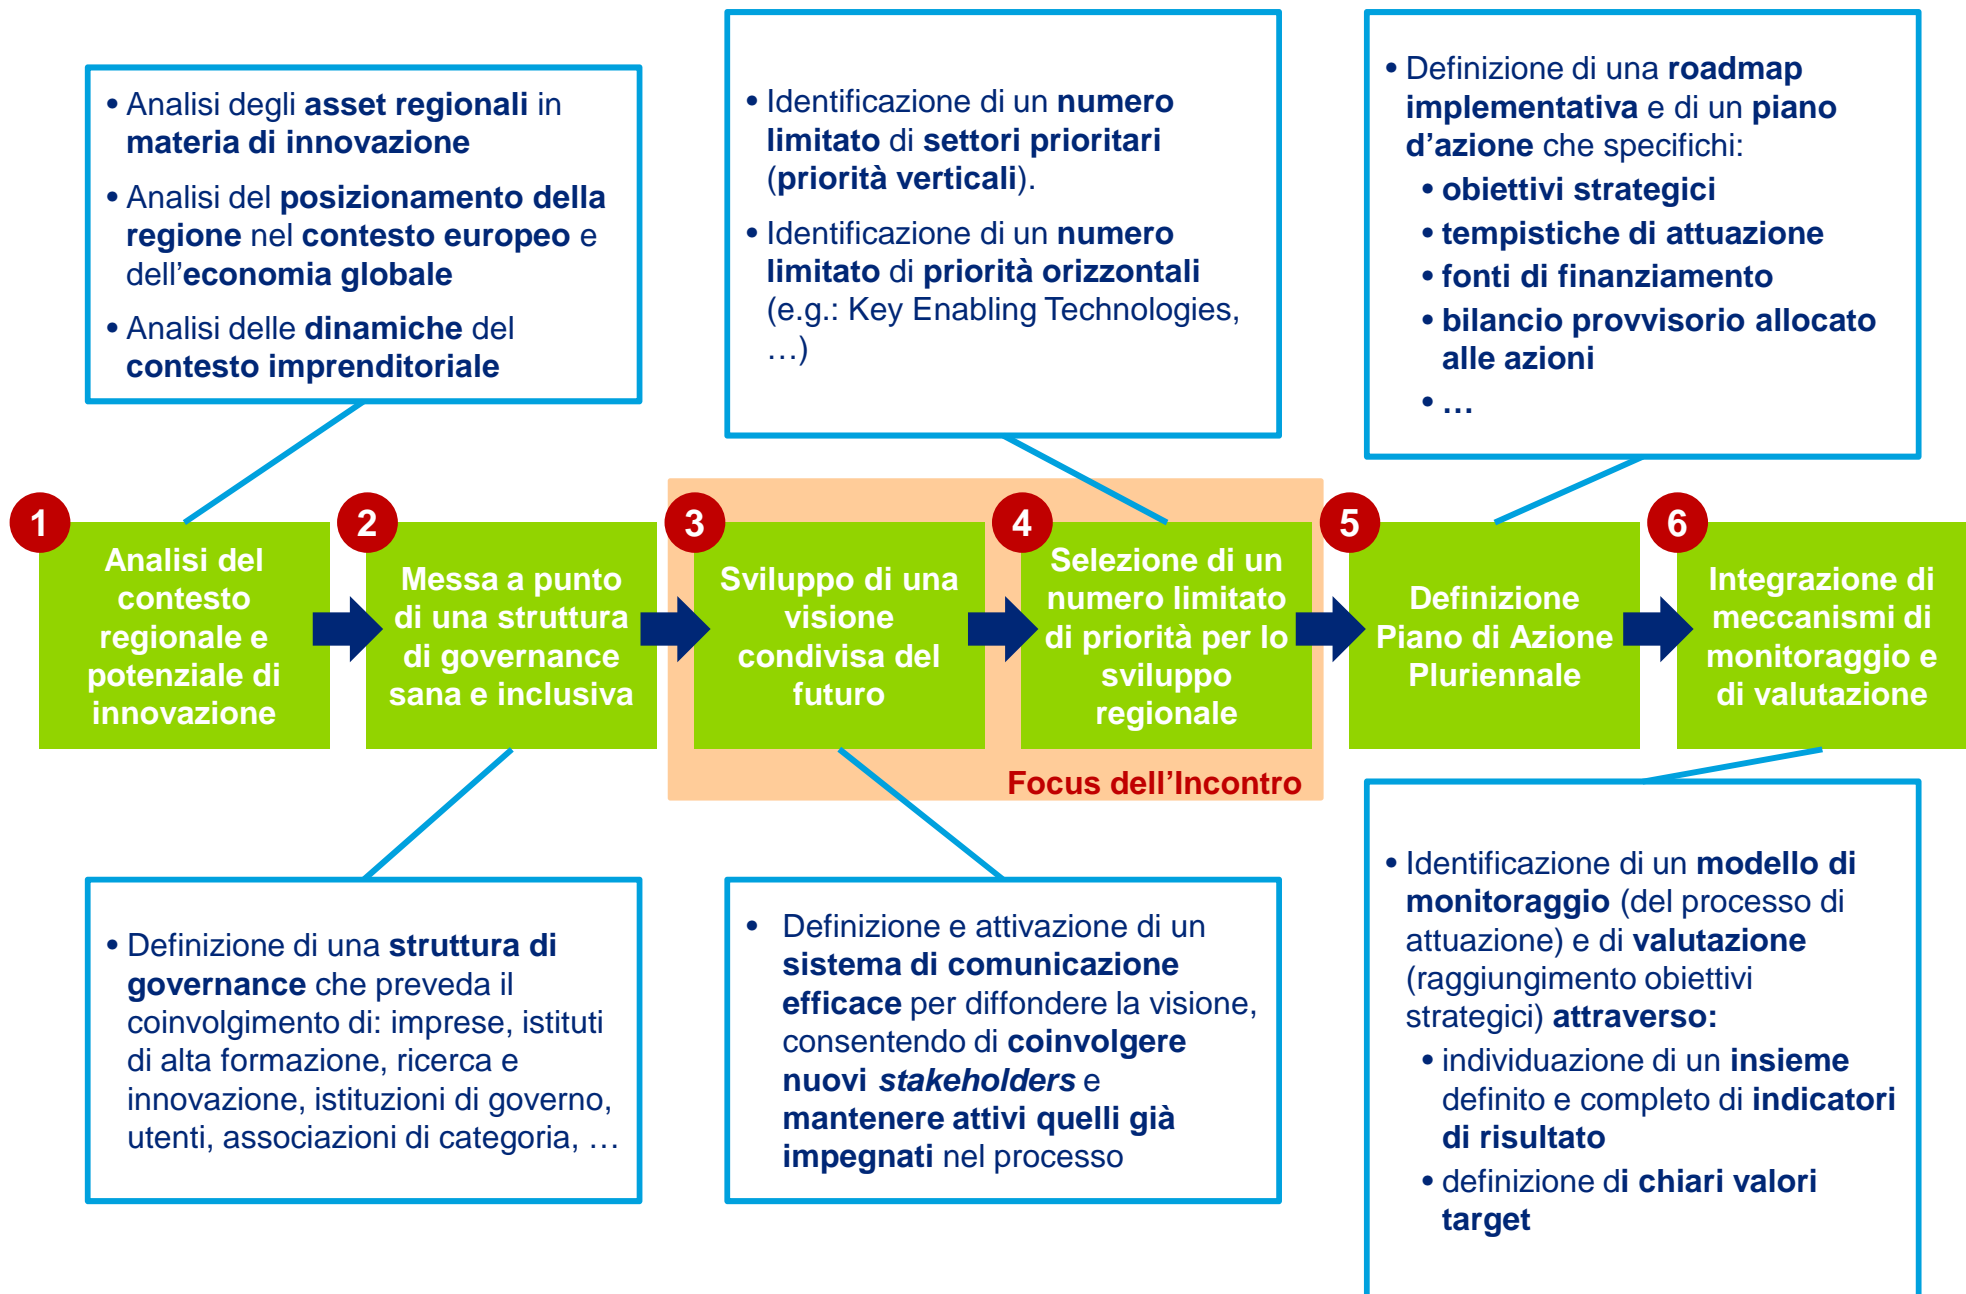 • Analisi degli asset regionali in
materia di innovazione
• Analisi del posizionamento della
regione nel contesto europeo e
dell’economia globale
• Analisi delle dinamiche del
contesto imprenditoriale
• Identificazione di un numero
limitato di settori prioritari
(priorità verticali).
• Identificazione di un numero
limitato di priorità orizzontali
(e.g.: Key Enabling Technologies,
…)
• Definizione di una roadmap
implementativa e di un piano
d’azione che specifichi:
• obiettivi strategici
• tempistiche di attuazione
• fonti di finanziamento
• bilancio provvisorio allocato
alle azioni
• …
1
Analisi del
contesto
regionale e
potenziale di
innovazione
2
Messa a punto
di una struttura
di governance
sana e inclusiva
3
Sviluppo di una
visione
condivisa del
futuro
4
Selezione di un
numero limitato
di priorità per lo
sviluppo
regionale
5
Definizione
Piano di Azione
Pluriennale
6
Integrazione di
meccanismi di
monitoraggio e
di valutazione
Focus dell’Incontro
• Definizione di una struttura di
governance che preveda il
coinvolgimento di: imprese, istituti
di alta formazione, ricerca e
innovazione, istituzioni di governo,
utenti, associazioni di categoria, …
• Definizione e attivazione di un
sistema di comunicazione
efficace per diffondere la visione,
consentendo di coinvolgere
nuovi stakeholders e
mantenere attivi quelli già
impegnati nel processo
• Identificazione di un modello di
monitoraggio (del processo di
attuazione) e di valutazione
(raggiungimento obiettivi
strategici) attraverso:
• individuazione di un insieme
definito e completo di indicatori
di risultato
• definizione di chiari valori
target